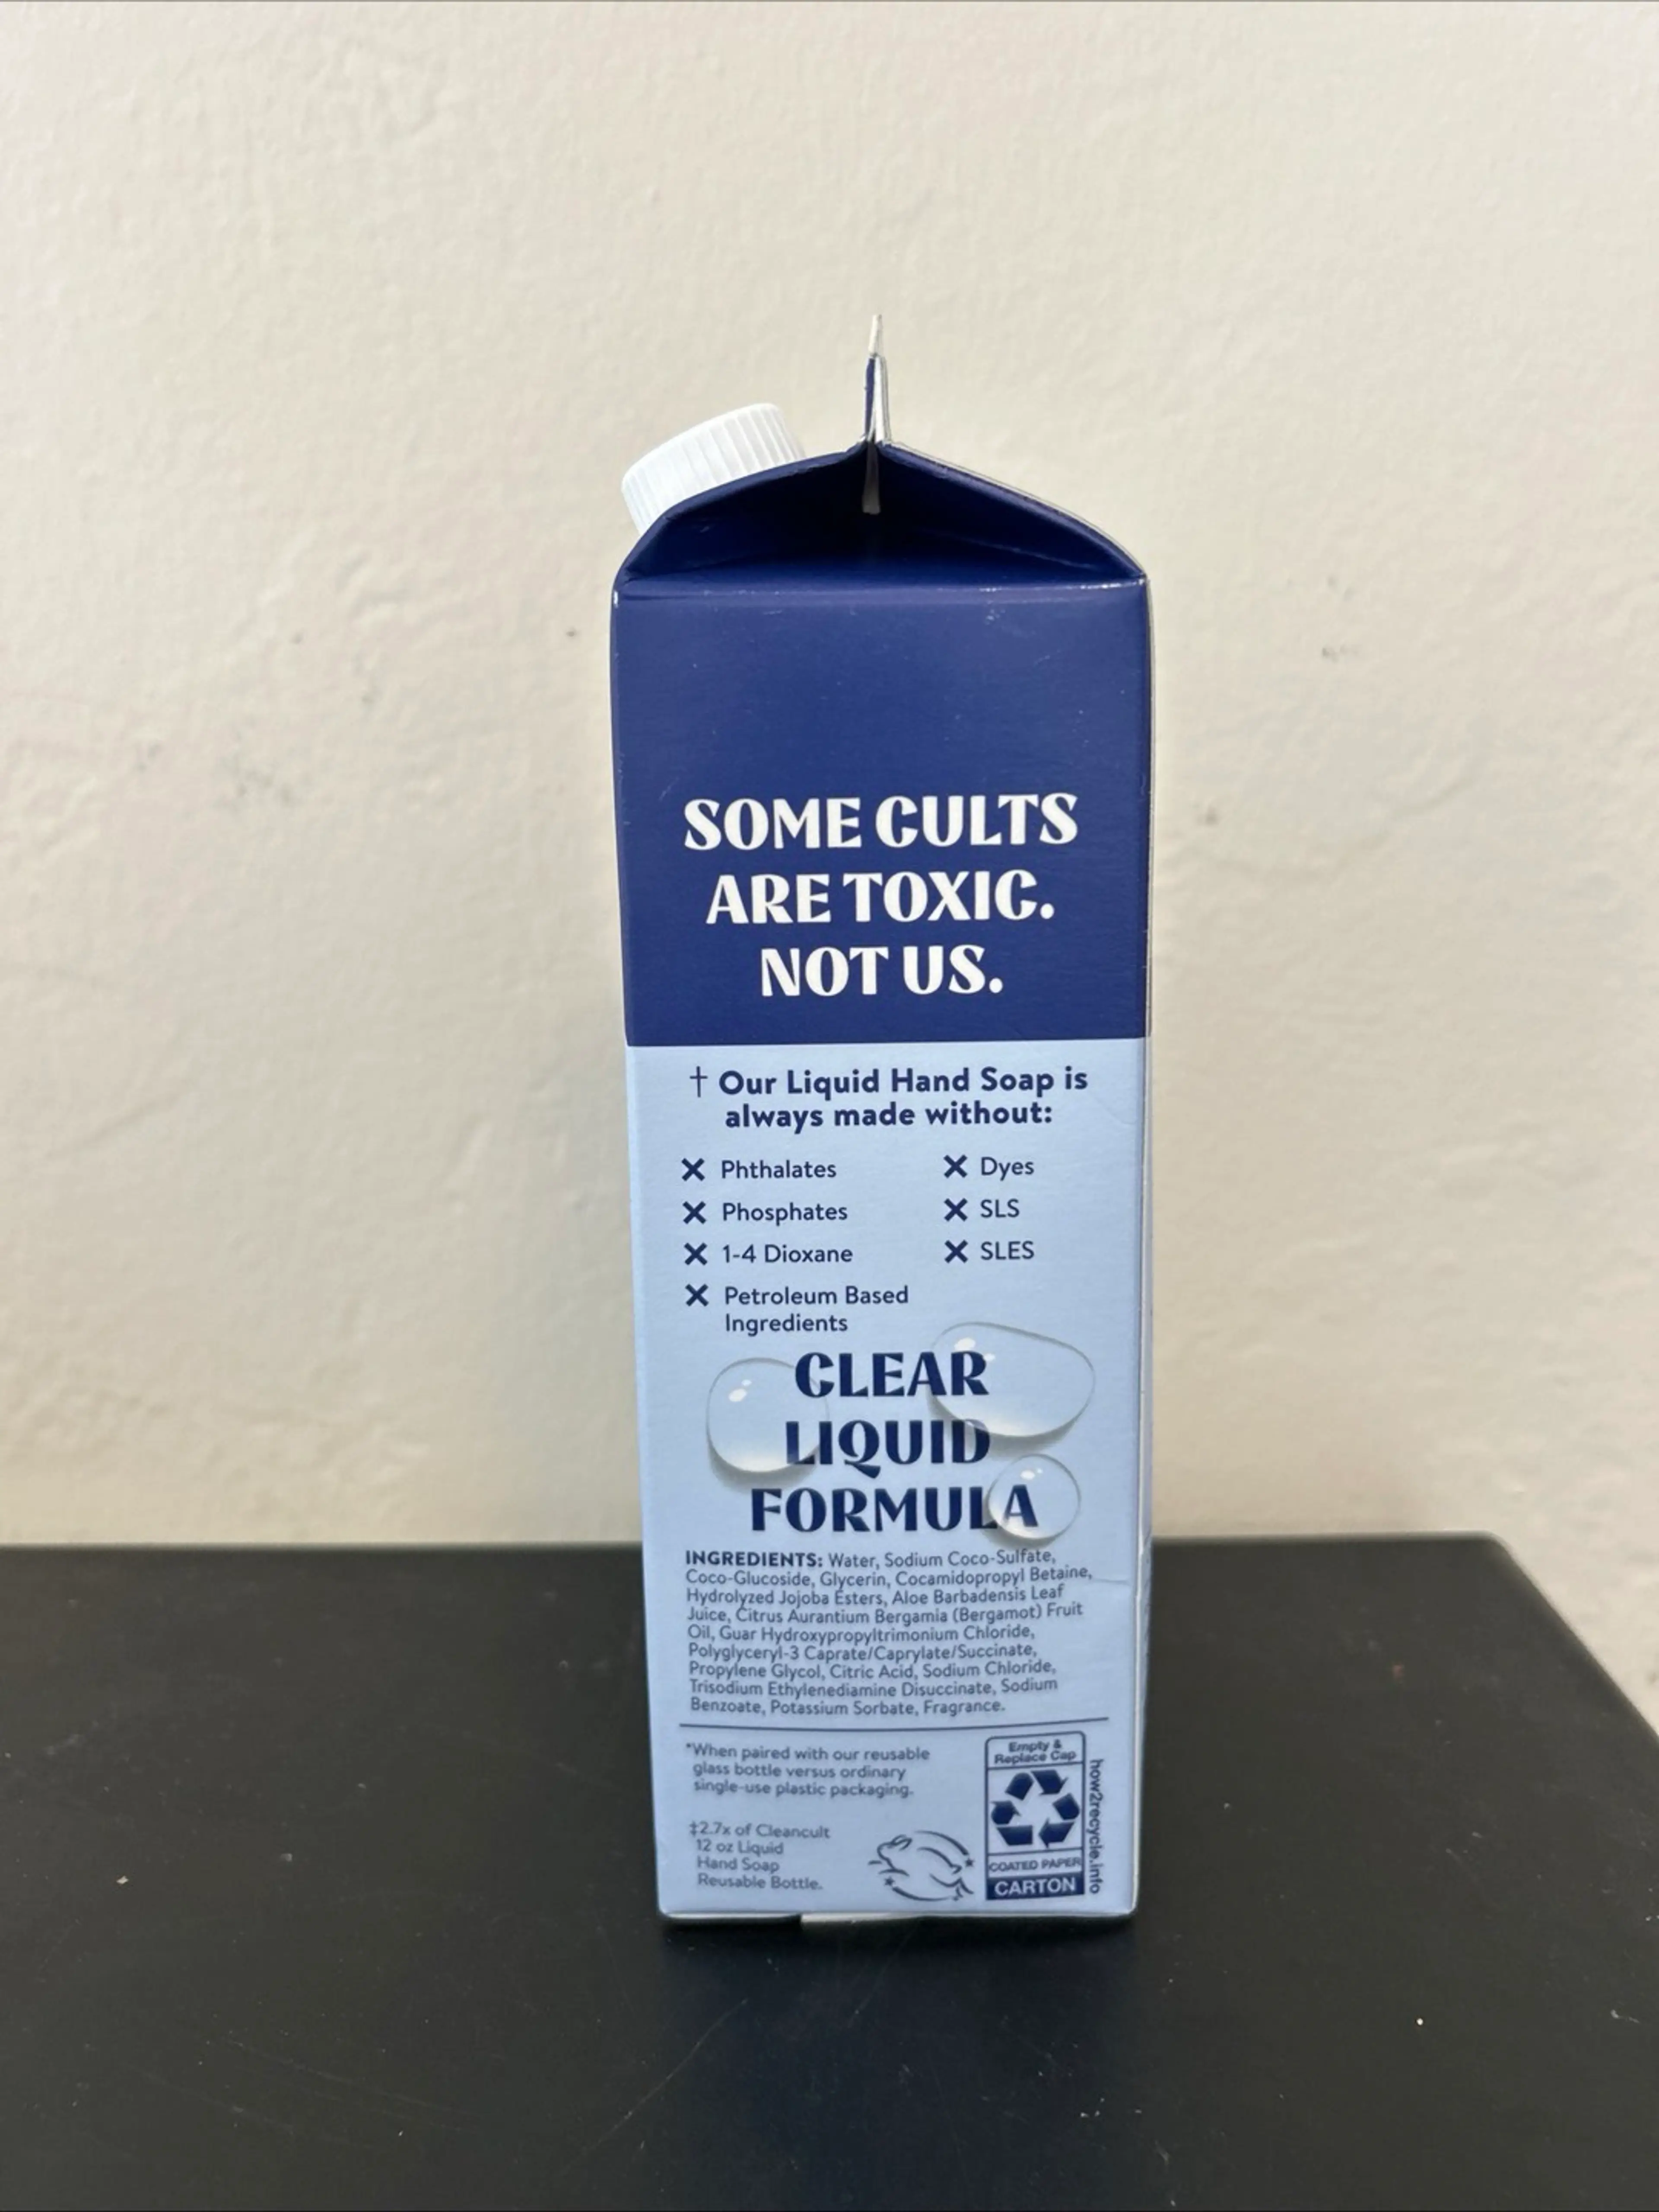 SOME CULTS
ARE TOXIC.
NOT US.
† Our Liquid Hand Soap is
always made without:
✕ Phthalates
✕ Phosphates
✕ 1-4 Dioxane
✕ Petroleum Based
Ingredients
✕ Dyes
✕ SLS
✕ SLES
CLEAR
LIQUID
FORMULA
INGREDIENTS: Water, Sodium Coco-Sulfate,
Coco-Glucoside, Glycerin, Cocamidopropyl Betaine,
Hydrolyzed Jojoba Esters, Aloe Barbadensis Leaf
Juice, Citrus Aurantium Bergamia (Bergamot) Fruit
Oil, Guar Hydroxypropyltrimonium Chloride,
Polyglyceryl-3 Caprate/Caprylate/Succinate,
Propylene Glycol, Citric Acid, Sodium Chloride,
Trisodium Ethylenediamine Disuccinate, Sodium
Benzoate, Potassium Sorbate, Fragrance.
*When paired with our reusable
glass bottle versus ordinary
single-use plastic packaging.
‡2.7x of Cleancult
12 oz Liquid
Hand Soap
Reusable Bottle.
Empty &
Replace Cap
COATED PAPER
CARTON
how2recycle.info